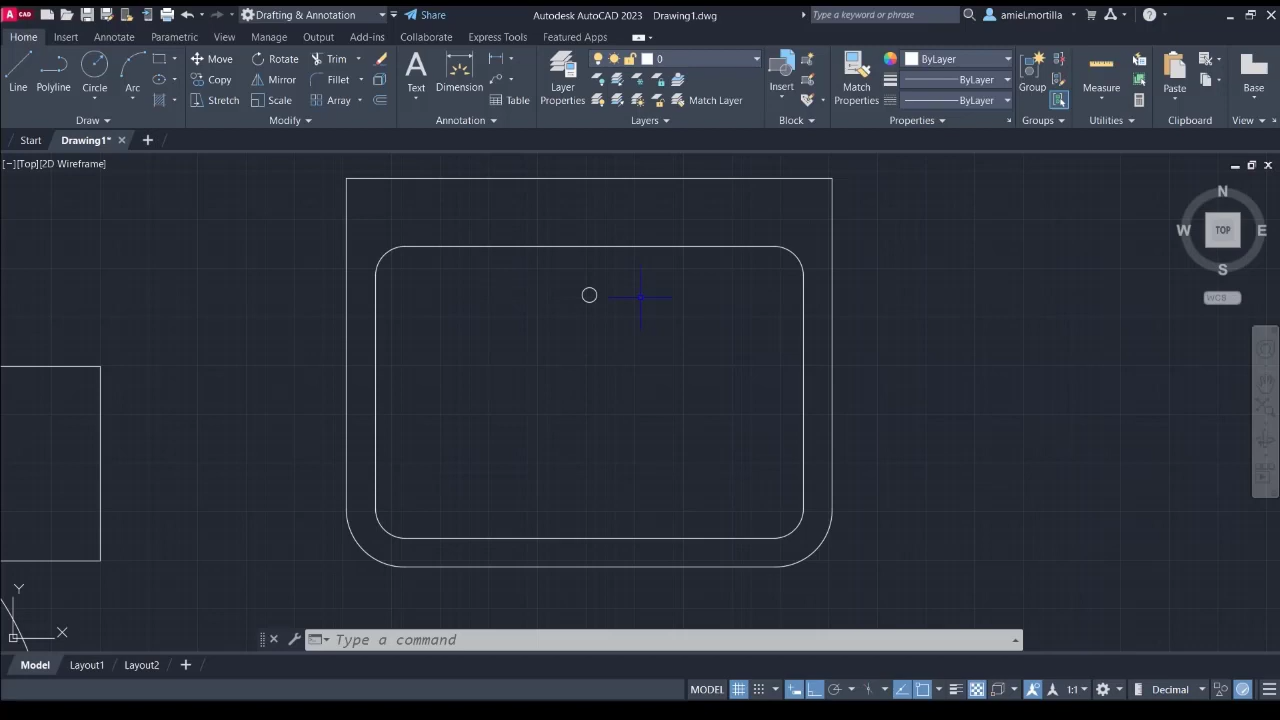 A CAD Drafting & Annotation Share Autodesk AutoCAD 2023 Drawing1.dwg Type a keyword or phrase amiel.mortilla
Home Insert Annotate Parametric View Manage Output Add-ins Collaborate Express Tools Featured Apps
Move Rotate Trim 0 ByLayer
Copy Mirror Fillet ByLayer
Line Polyline Circle Arc Text Dimension Layer Properties Insert Match Properties Group Measure Paste Base
Stretch Scale Array Table Match Layer ByLayer
Draw Modify Annotation Layers Block Properties Groups Utilities Clipboard View
Start Drawing1*
[−][Top][2D Wireframe]
N
W TOP E
S
WCS
Y
X
Type a command
Model Layout1 Layout2
MODEL 1:1 Decimal